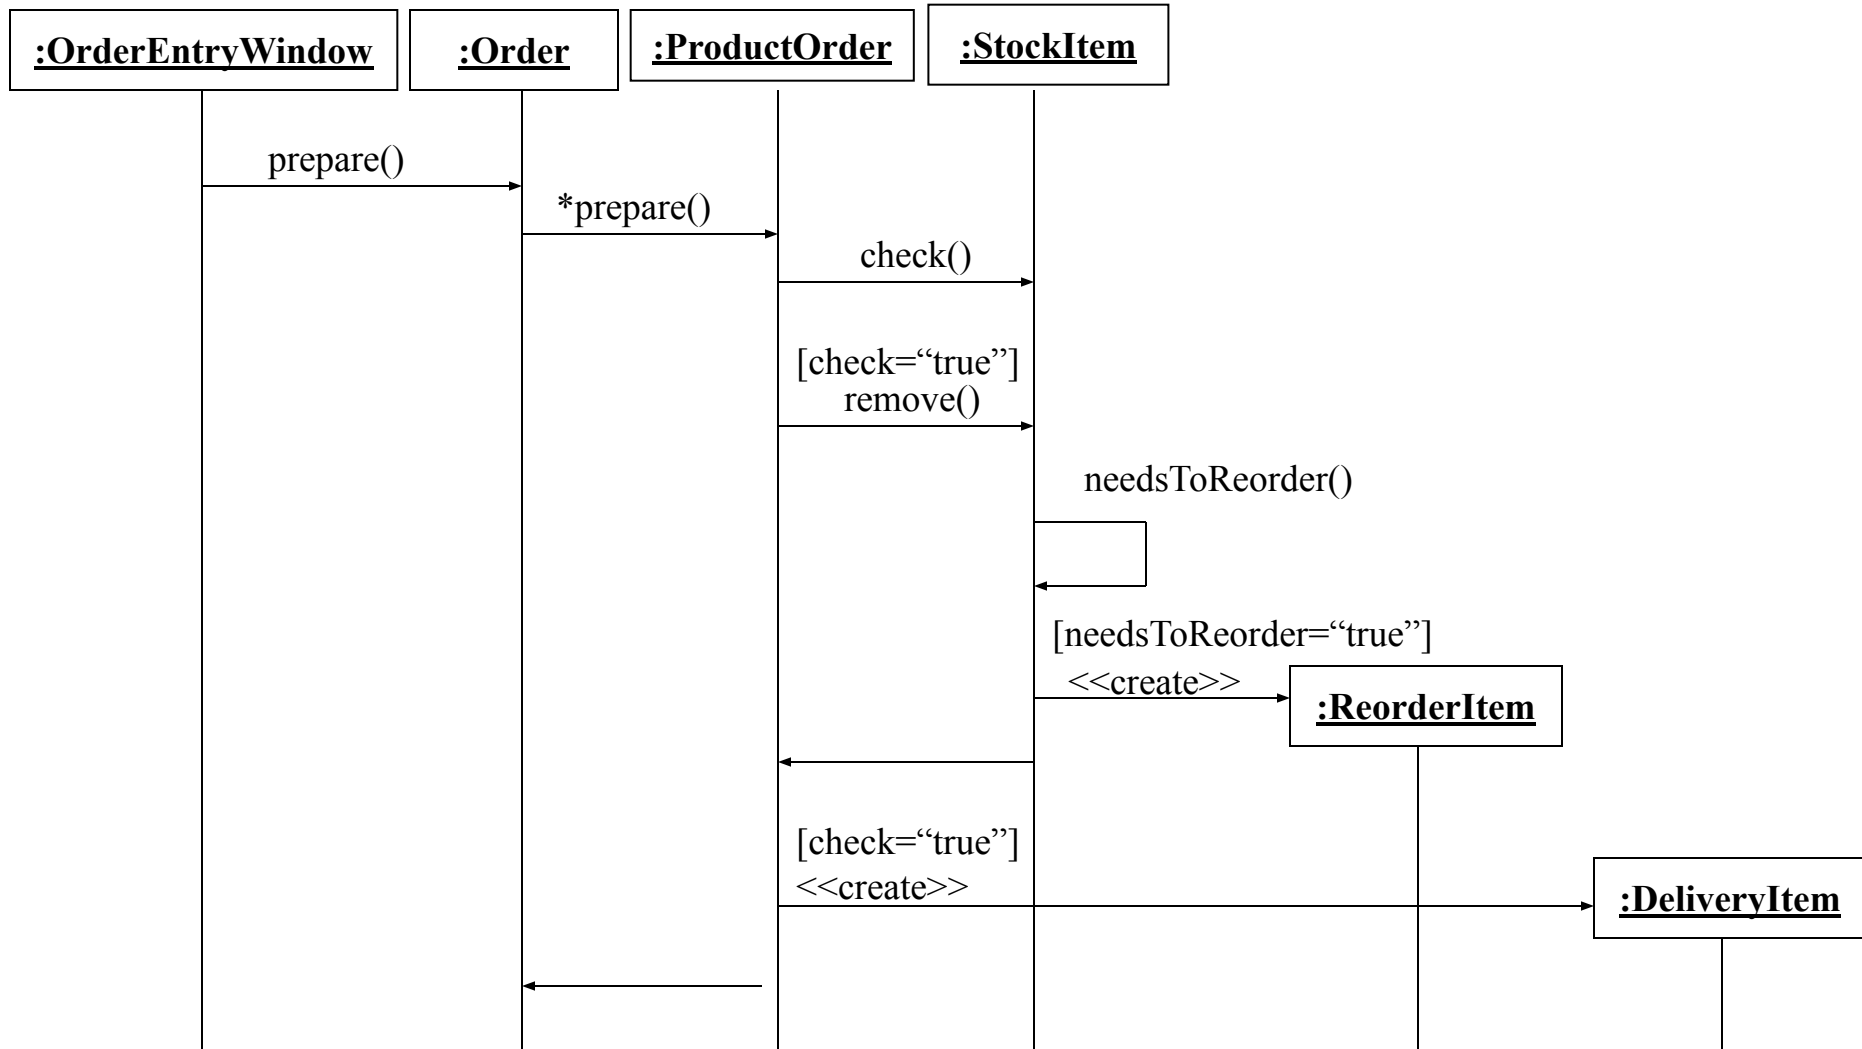 :OrderEntryWindow
:Order
:ProductOrder
:StockItem
prepare()
*prepare()
check()
[check=“true”]
remove()
needsToReorder()
[needsToReorder=“true”]
<<create>>
:ReorderItem
[check=“true”]
<<create>>
:DeliveryItem